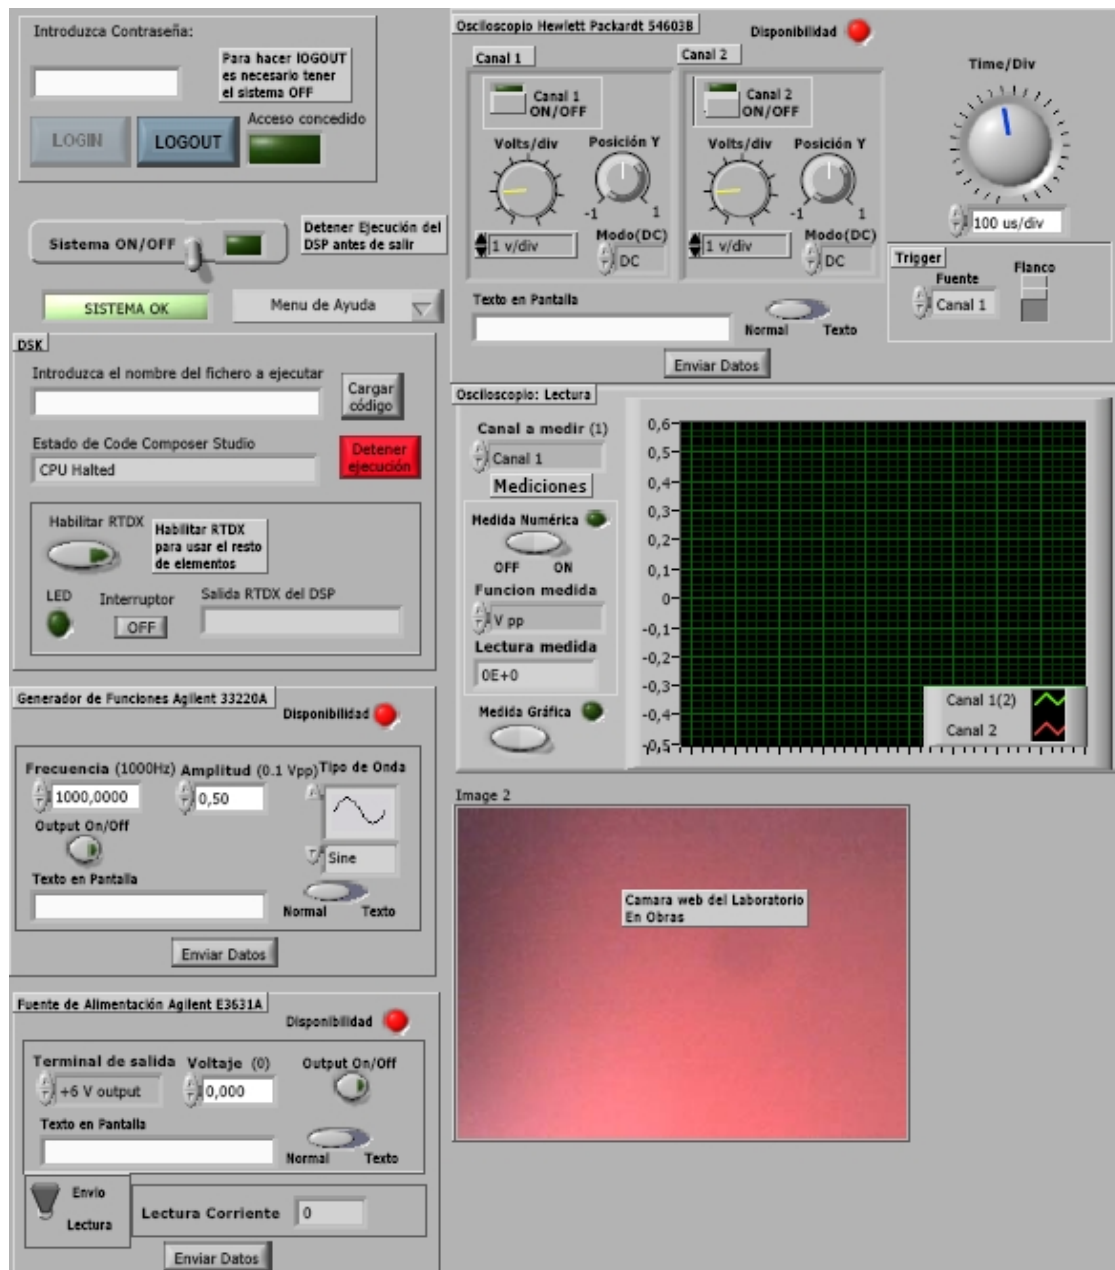 Introduzca Contraseña:
Para hacer lOGOUT
es necesario tener
el sistema OFF
LOGIN
LOGOUT
Acceso concedido
Sistema ON/OFF
Detener Ejecución del
DSP antes de salir
SISTEMA OK
Menu de Ayuda
DSK
Introduzca el nombre del fichero a ejecutar
Cargar
código
Estado de Code Composer Studio
CPU Halted
Detener
ejecución
Habilitar RTDX
Habilitar RTDX
para usar el resto
de elementos
LED
Interruptor
OFF
Salida RTDX del DSP
Generador de Funciones Agilent 33220A
Disponibilidad
Frecuencia (1000Hz)
Amplitud (0.1 Vpp)
Tipo de Onda
1000,0000
0,50
Output On/Off
Sine
Texto en Pantalla
Normal
Texto
Enviar Datos
Fuente de Alimentación Agilent E3631A
Disponibilidad
Terminal de salida
Voltaje (0)
Output On/Off
+6 V output
0,000
Texto en Pantalla
Normal
Texto
Envio
Lectura
Lectura Corriente
0
Enviar Datos
Osciloscopio Hewlett Packardt 54603B
Disponibilidad
Canal 1
Canal 1
ON/OFF
Volts/div
Posición Y
-1
1
1 v/div
Modo(DC)
DC
Canal 2
Canal 2
ON/OFF
Volts/div
Posición Y
-1
1
1 v/div
Modo(DC)
DC
Time/Div
100 us/div
Trigger
Fuente
Canal 1
Flanco
Texto en Pantalla
Normal
Texto
Enviar Datos
Osciloscopio: Lectura
Canal a medir (1)
Canal 1
Mediciones
Medida Numérica
OFF
ON
Funcion medida
V pp
Lectura medida
0E+0
Medida Gráfica
0,6
0,5
0,4
0,3
0,2
0,1
0
-0,1
-0,2
-0,3
-0,4
-0,5
Canal 1(2)
Canal 2
Image 2
Camara web del Laboratorio
En Obras